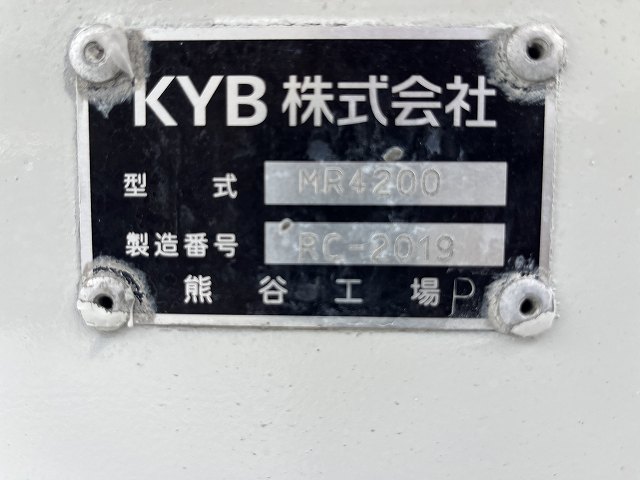 KYB 株式会社
型式 MR4200
製造番号 RC-2019
熊谷工場 P